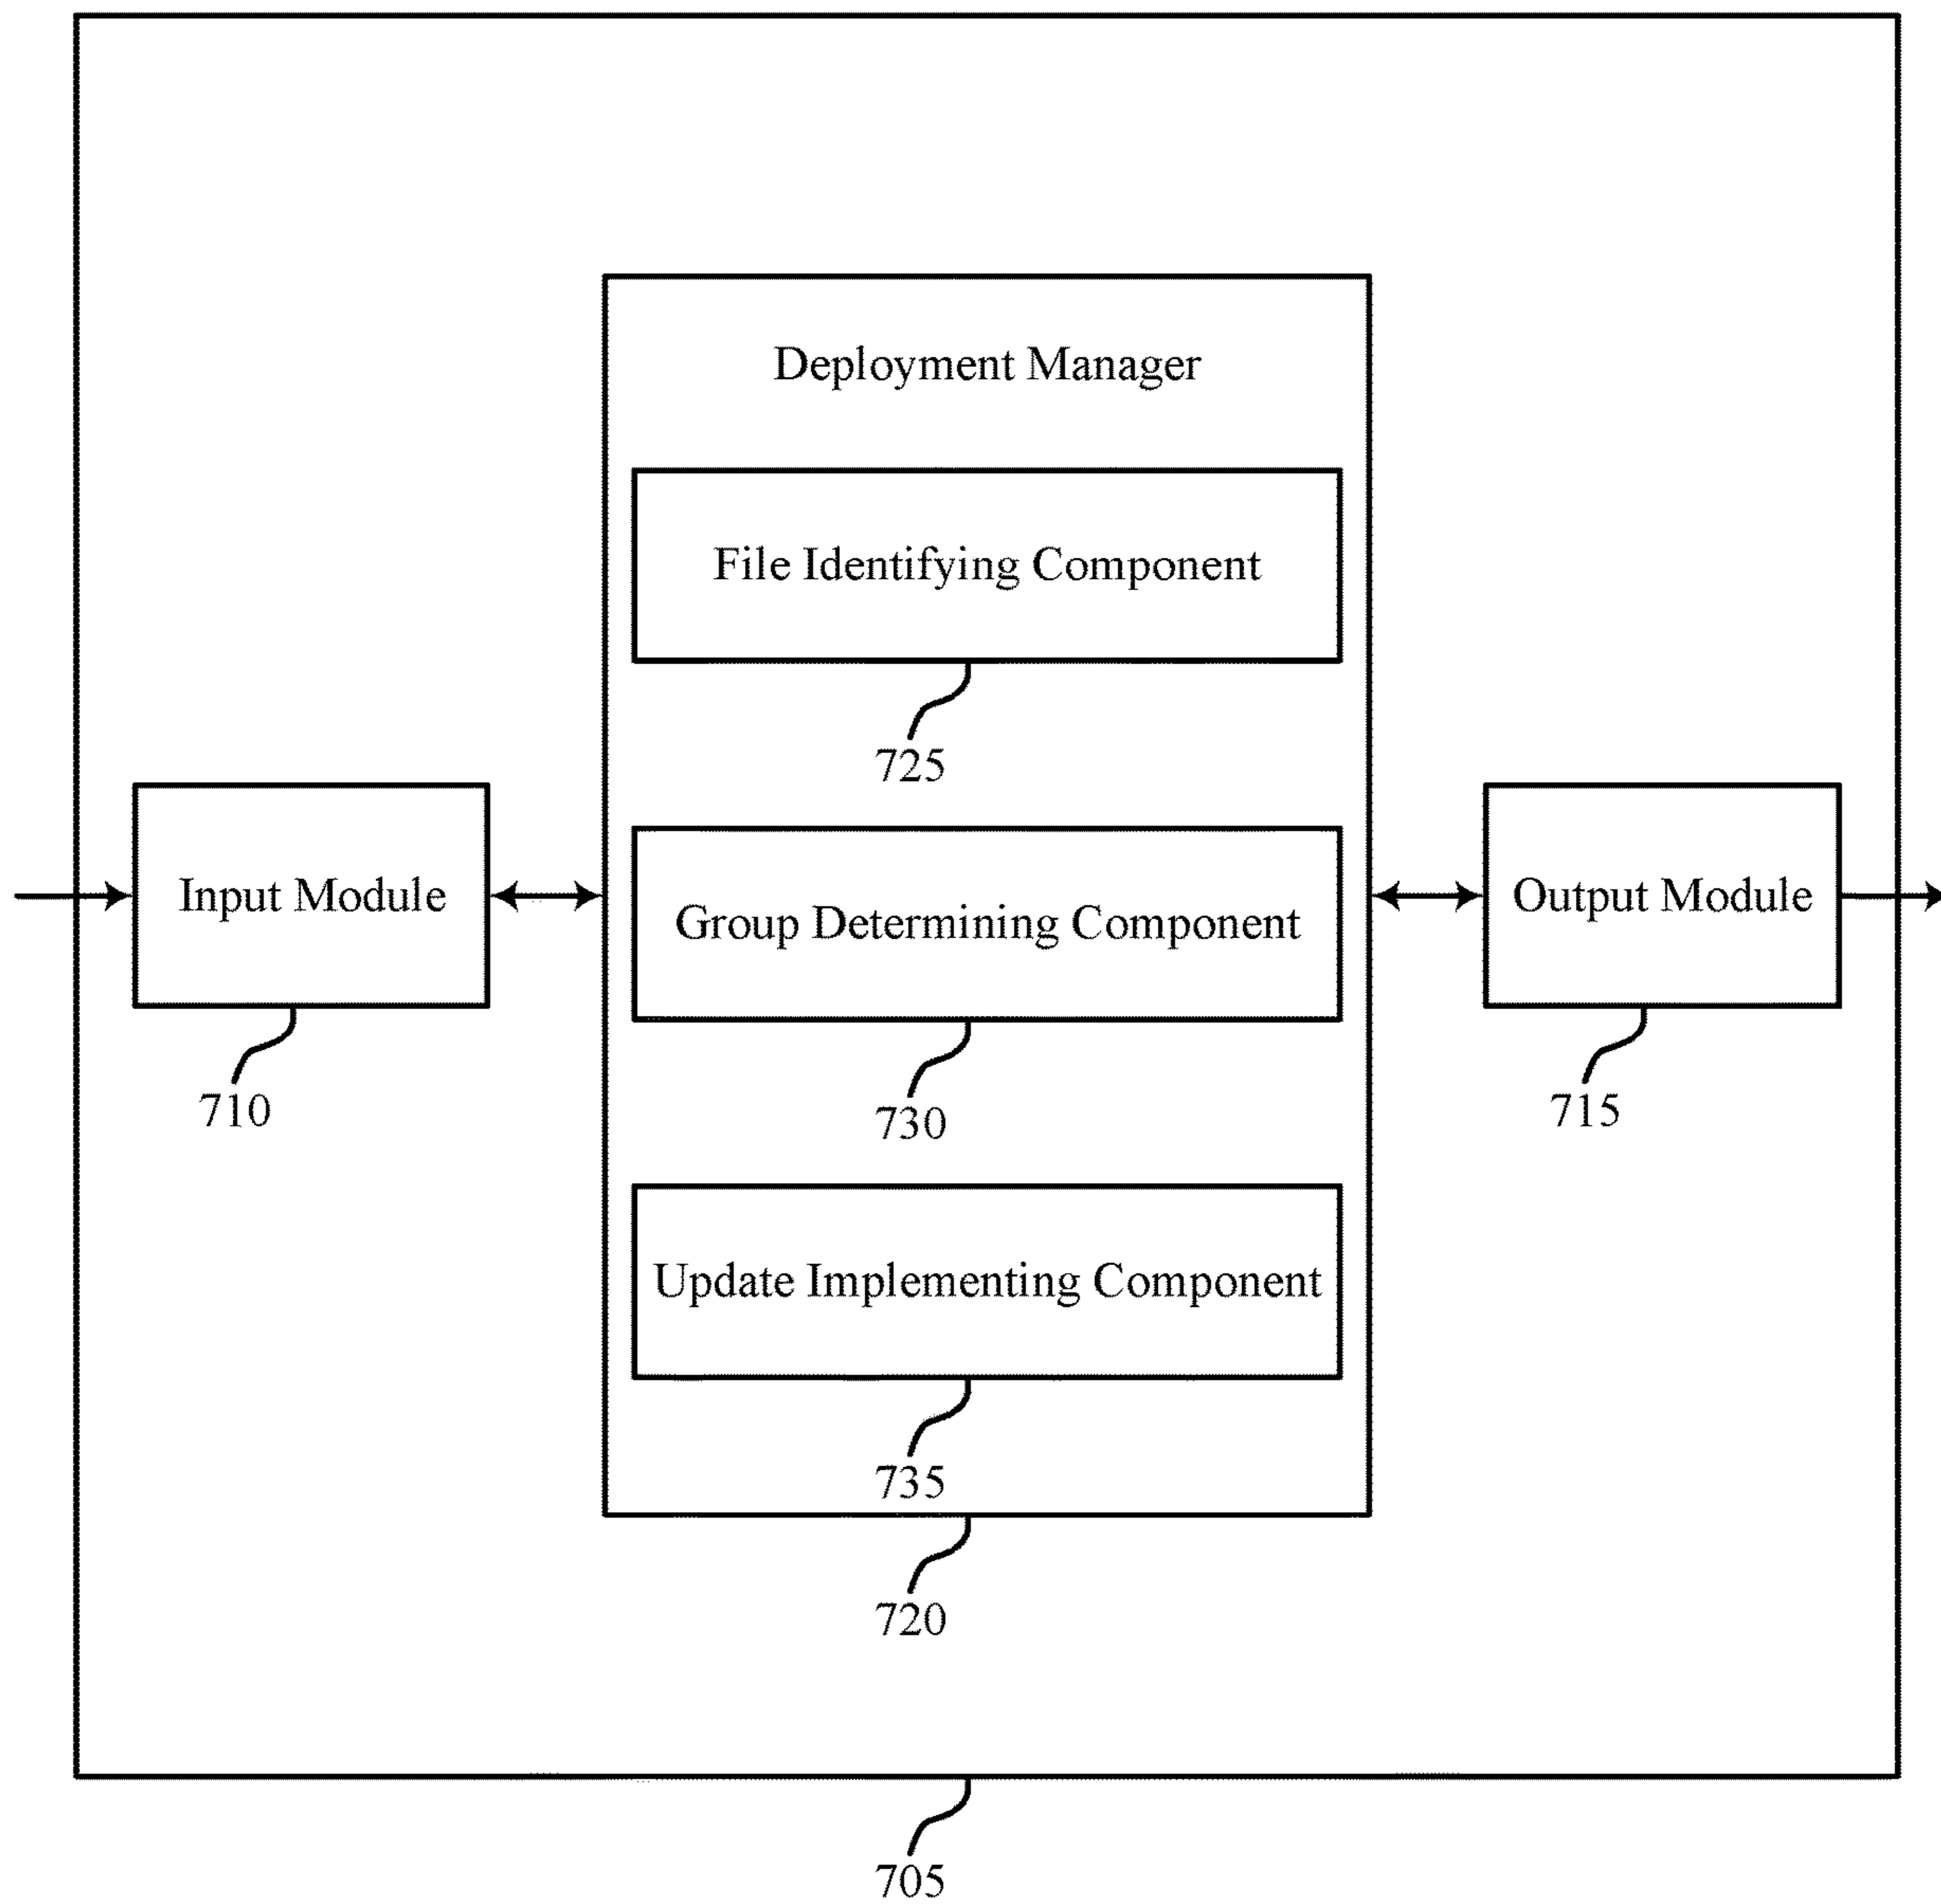 Deployment Manager
File Identifying Component
725
Input Module
710
Group Determining Component
730
Output Module
715
Update Implementing Component
735
720
705